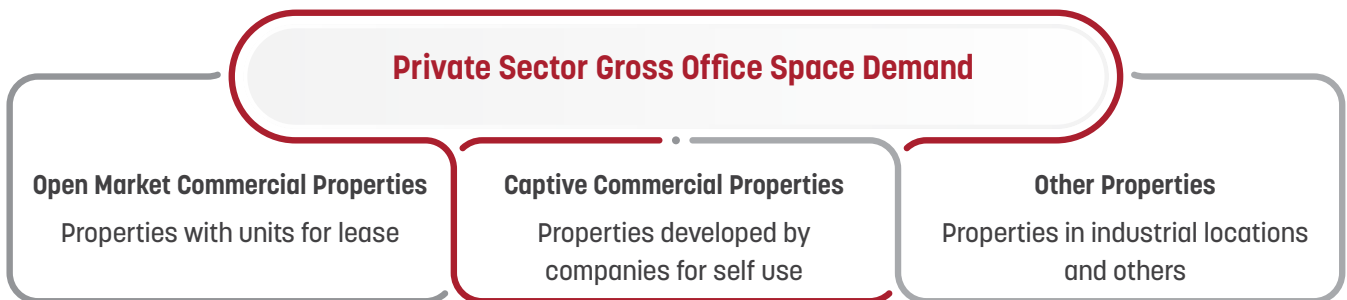 Private Sector Gross Office Space Demand
Open Market Commercial Properties
Properties with units for lease
Captive Commercial Properties
Properties developed by
companies for self use
Other Properties
Properties in industrial locations
and others